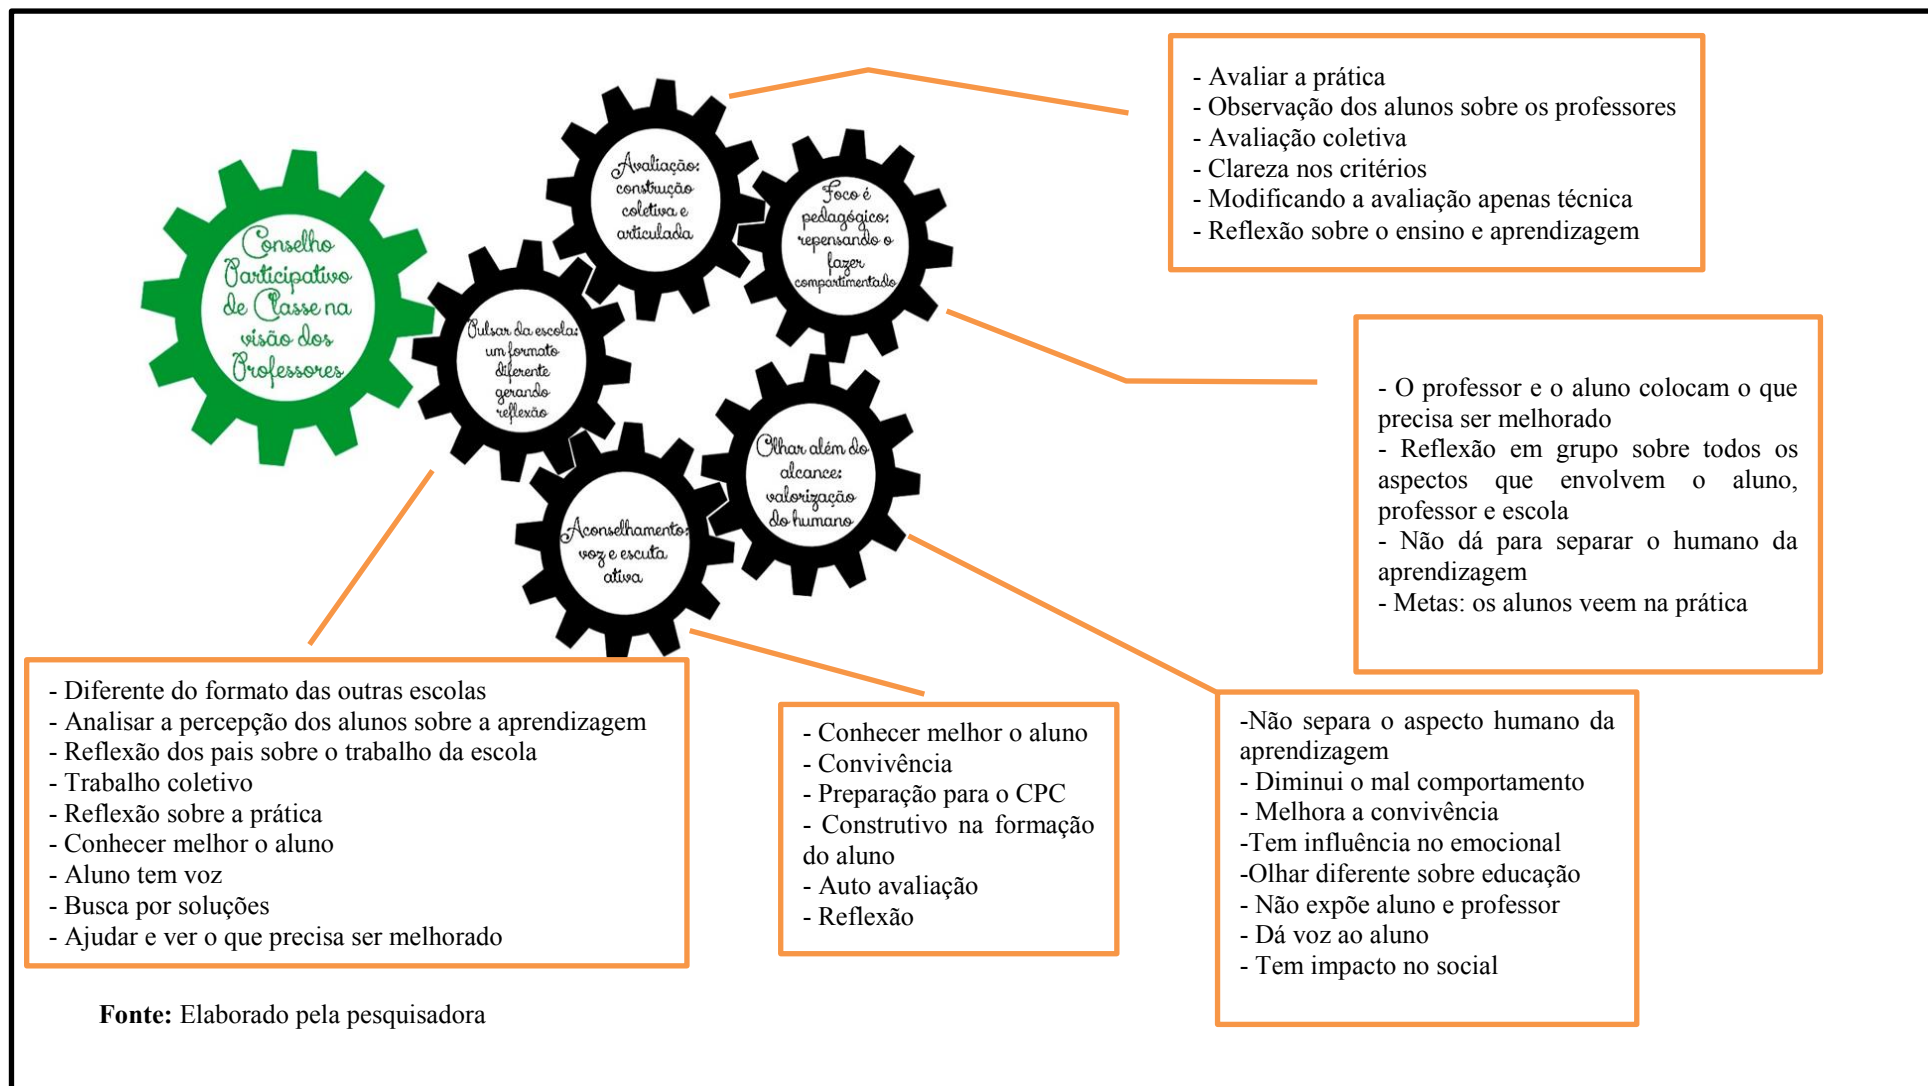 Conselho
Participativo
de Classe na
visão dos
Professores
Avaliação:
construção
coletiva e
articulada
Foco é
pedagógico:
repensando o
fazer
compartimentado
Pulsar da escola:
um formato
diferente
gerando
reflexão
Olhar além do
alcance:
valorização
do humano
Aconselhamento:
voz e escuta
ativa
- Avaliar a prática
- Observação dos alunos sobre os professores
- Avaliação coletiva
- Clareza nos critérios
- Modificando a avaliação apenas técnica
- Reflexão sobre o ensino e aprendizagem
- O professor e o aluno colocam o que
precisa ser melhorado
- Reflexão em grupo sobre todos os
aspectos que envolvem o aluno,
professor e escola
- Não dá para separar o humano da
aprendizagem
- Metas: os alunos veem na prática
- Diferente do formato das outras escolas
- Analisar a percepção dos alunos sobre a aprendizagem
- Reflexão dos pais sobre o trabalho da escola
- Trabalho coletivo
- Reflexão sobre a prática
- Conhecer melhor o aluno
- Aluno tem voz
- Busca por soluções
- Ajudar e ver o que precisa ser melhorado
- Conhecer melhor o aluno
- Convivência
- Preparação para o CPC
- Construtivo na formação
do aluno
- Auto avaliação
- Reflexão
-Não separa o aspecto humano da
aprendizagem
- Diminui o mal comportamento
- Melhora a convivência
-Tem influência no emocional
-Olhar diferente sobre educação
- Não expõe aluno e professor
- Dá voz ao aluno
- Tem impacto no social
Fonte: Elaborado pela pesquisadora